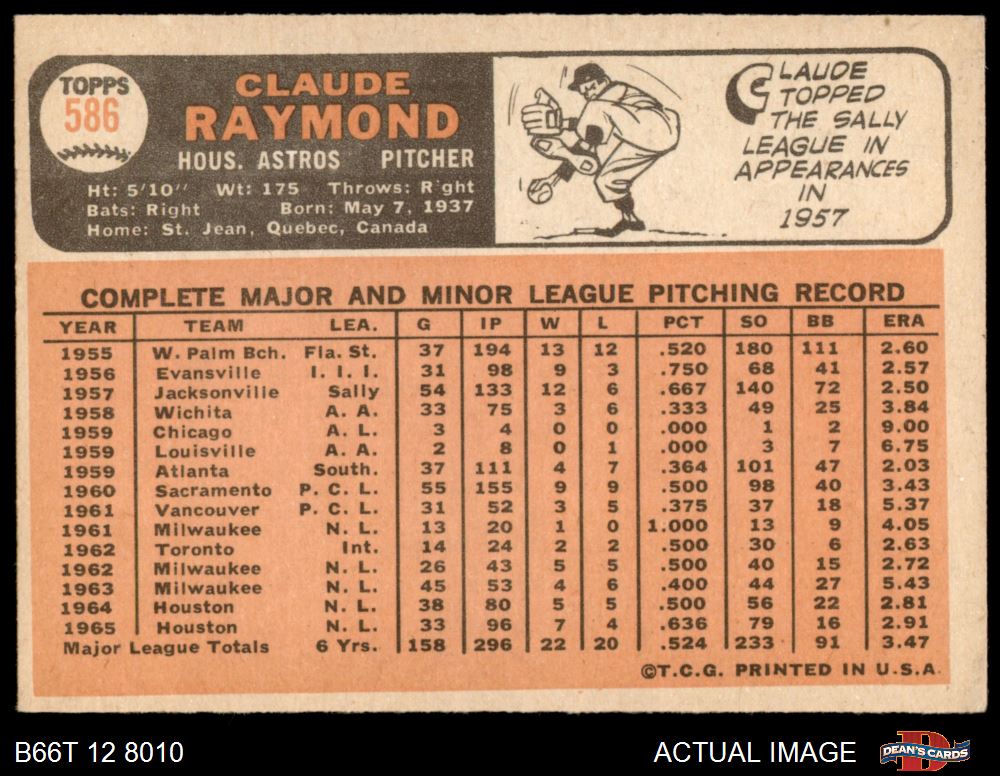 TOPPS
586
CLAUDE
RAYMOND
HOUS. ASTROS PITCHER
Ht: 5'10" Wt: 175 Throws: Right
Bats: Right Born: May 7, 1937
Home: St. Jean, Quebec, Canada
CLAUDE
TOPPED
THE SALLY
LEAGUE IN
APPEARANCES
IN
1957
COMPLETE MAJOR AND MINOR LEAGUE PITCHING RECORD
YEAR TEAM LEA. G IP W L PCT SO BB ERA
1955 W. Palm Bch. Fla. St. 37 194 13 12 .520 180 111 2.60
1956 Evansville I. I. I. 31 98 9 3 .750 68 41 2.57
1957 Jacksonville Sally 54 133 12 6 .667 140 72 2.50
1958 Wichita A. A. 33 75 3 6 .333 49 25 3.84
1959 Chicago A. L. 3 4 0 0 .000 1 2 9.00
1959 Louisville A. A. 2 8 0 1 .000 3 7 6.75
1959 Atlanta South. 37 111 4 7 .364 101 47 2.03
1960 Sacramento P. C. L. 55 155 9 9 .500 98 40 3.43
1961 Vancouver P. C. L. 31 52 3 5 .375 37 18 5.37
1961 Milwaukee N. L. 13 20 1 0 1.000 13 9 4.05
1962 Toronto Int. 14 24 2 2 .500 30 6 2.63
1962 Milwaukee N. L. 26 43 5 5 .500 40 15 2.72
1963 Milwaukee N. L. 45 53 4 6 .400 44 27 5.43
1964 Houston N. L. 38 80 5 5 .500 56 22 2.81
1965 Houston N. L. 33 96 7 4 .636 79 16 2.91
Major League Totals 6 Yrs. 158 296 22 20 .524 233 91 3.47
©T.C.G. PRINTED IN U.S.A.
B66T 12 8010
ACTUAL IMAGE
DEAN'S CARDS